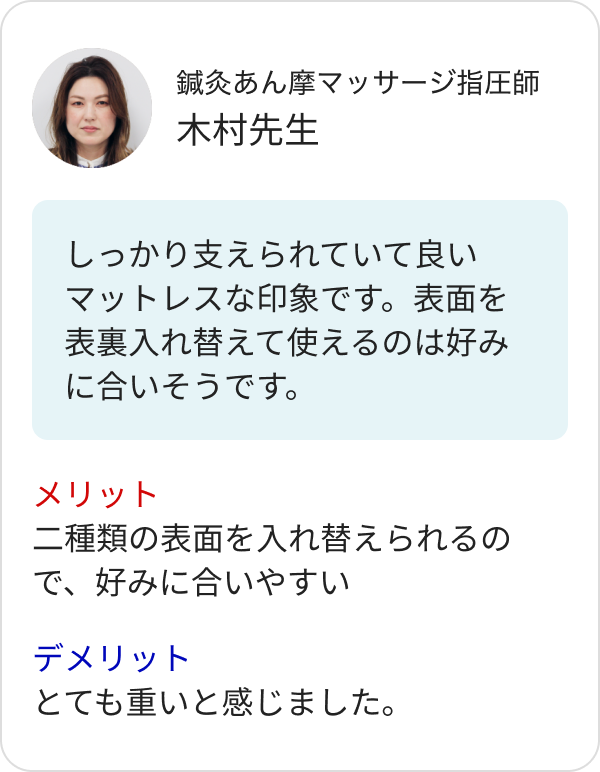 鍼灸あん摩マッサージ指圧師
木村先生
しっかり支えられていて良い
マットレスな印象です。表面を
表裏入れ替えて使えるのは好み
に合いそうです。
メリット
二種類の表面を入れ替えられるの
で、好みに合いやすい
デメリット
とても重いと感じました。